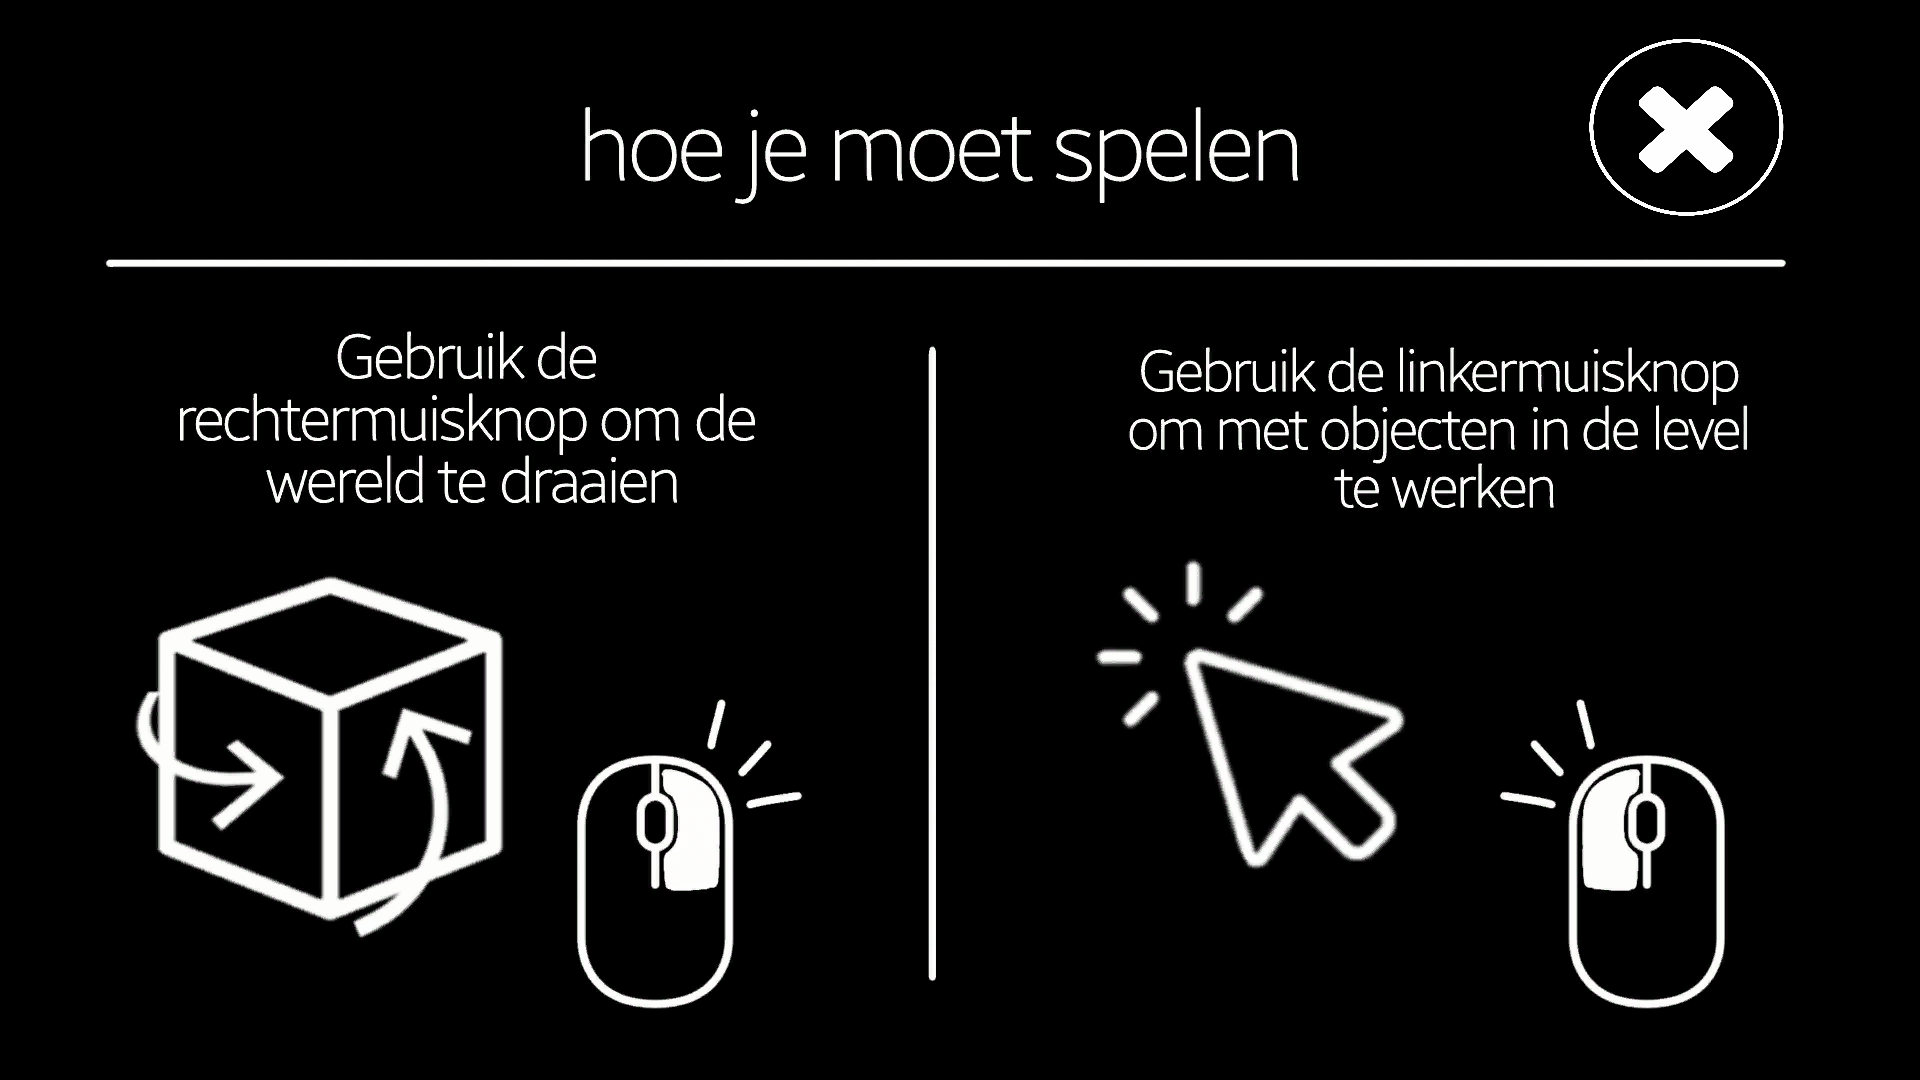 hoe je moet spelen
Gebruik de
rechtermuisknop om de
wereld te draaien
Gebruik de linkermuisknop
om met objecten in de level
te werken